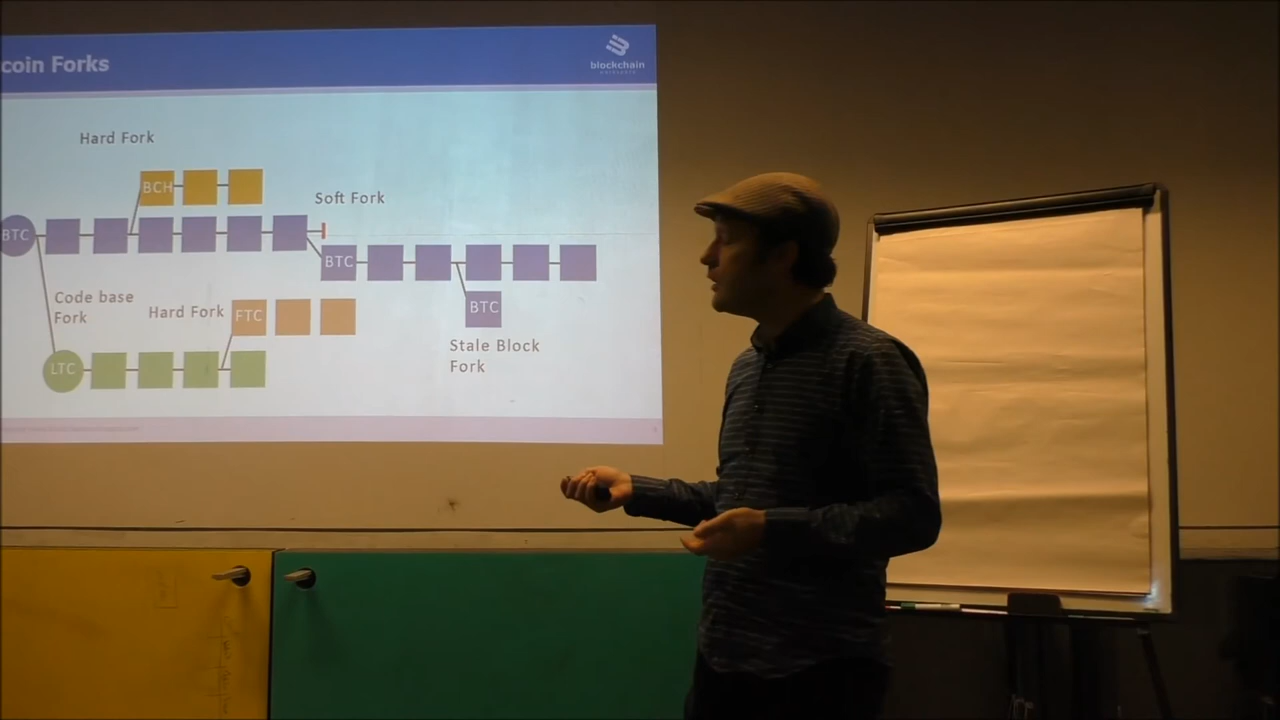 coin Forks
blockchain
Hard Fork
BCH
Soft Fork
BTC
BTC
Code base
Fork
Hard Fork
FTC
BTC
Stale Block
Fork
LTC